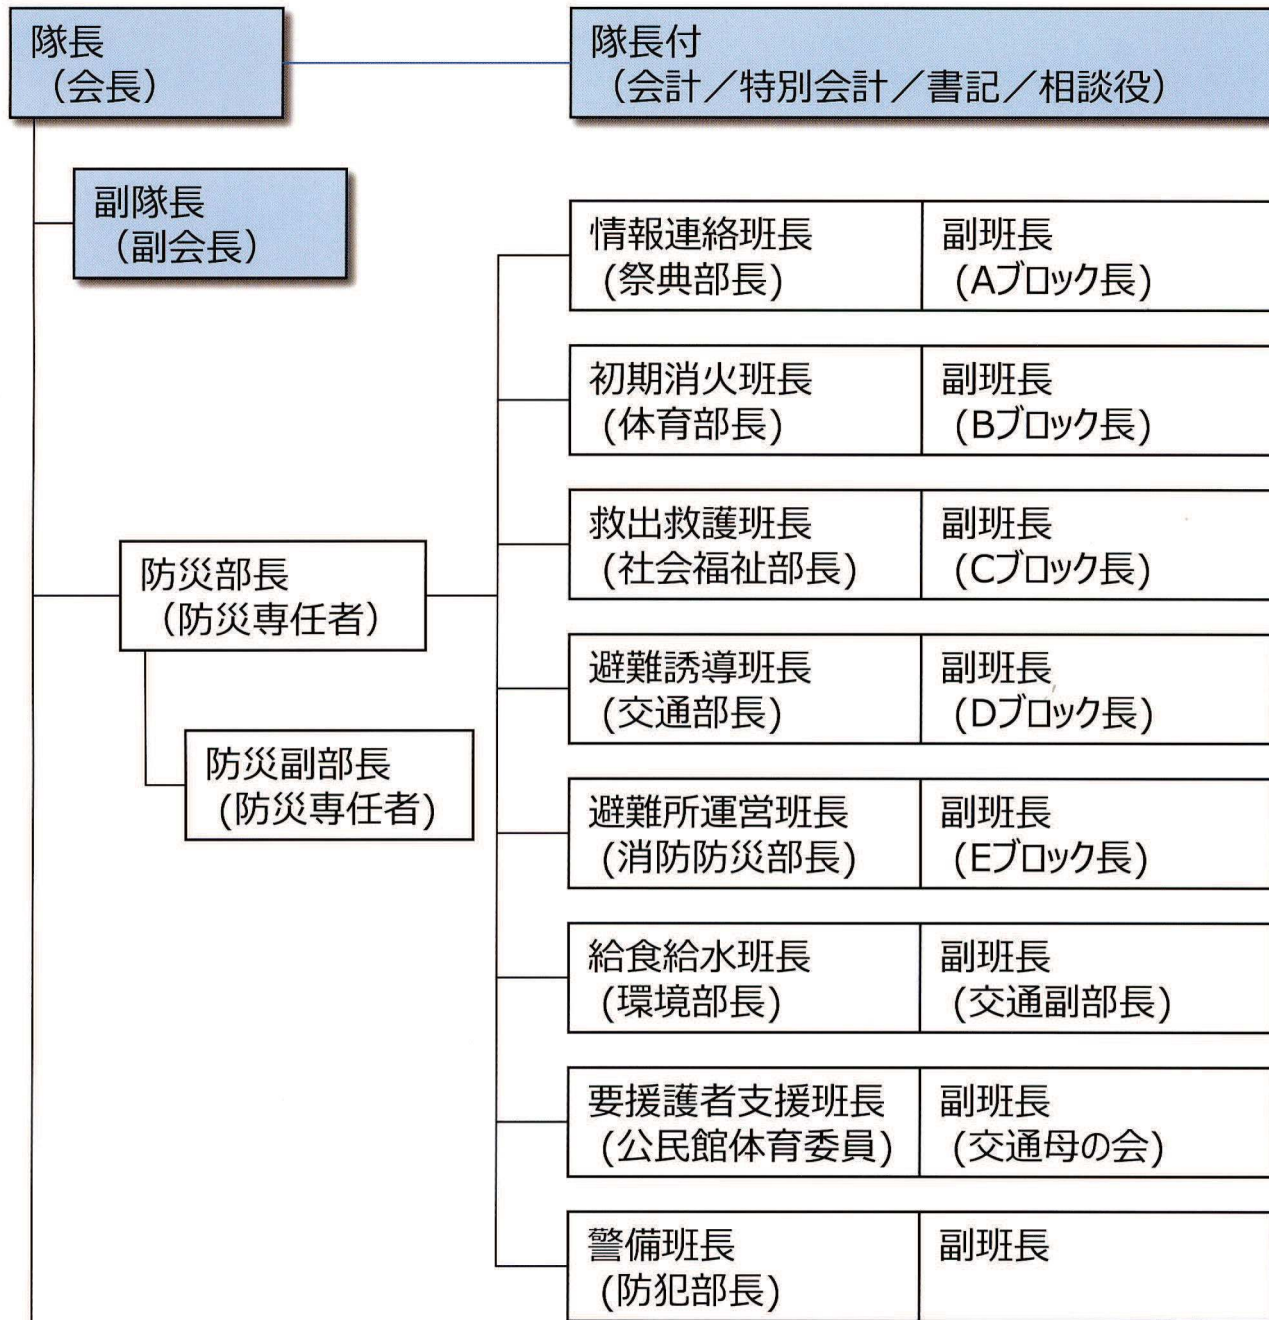 隊長
（会長）
隊長付
（会計／特別会計／書記／相談役）
副隊長
（副会長）
防災部長
（防災専任者）
防災副部長
(防災専任者)
情報連絡班長
(祭典部長)
副班長
(Aブロック長)
初期消火班長
(体育部長)
副班長
(Bブロック長)
救出救護班長
(社会福祉部長)
副班長
(Cブロック長)
避難誘導班長
(交通部長)
副班長
(Dブロック長)
避難所運営班長
(消防防災部長)
副班長
(Eブロック長)
給食給水班長
(環境部長)
副班長
(交通副部長)
要援護者支援班長
(公民館体育委員)
副班長
(交通母の会)
警備班長
(防犯部長)
副班長